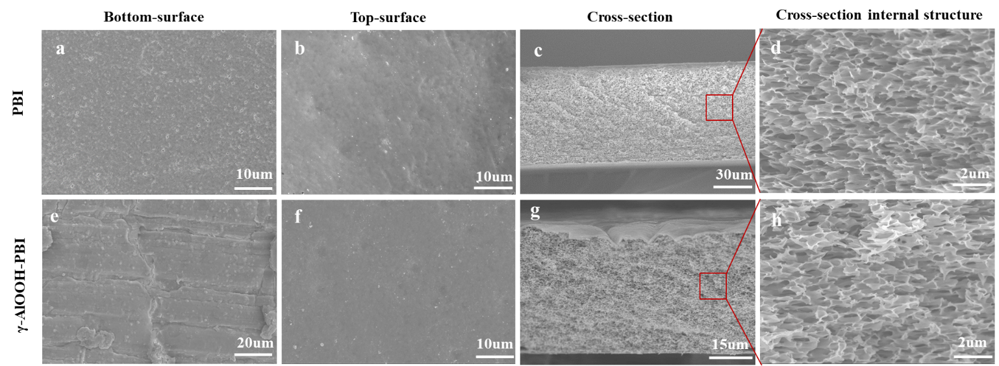 Bottom-surface
Top-surface
Cross-section
Cross-section internal structure
PBI
a
10um
b
10um
c
30um
d
2um
γ-AlOOH-PBI
e
20um
f
10um
g
15um
h
2um